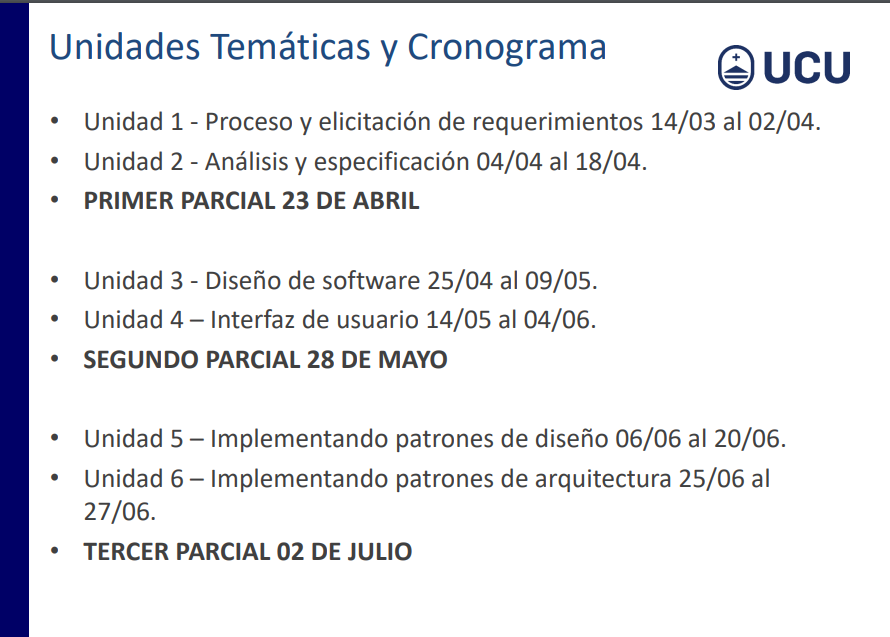 Unidades Temáticas y Cronograma
UCU
• Unidad 1 - Proceso y elicitación de requerimientos 14/03 al 02/04.
• Unidad 2 - Análisis y especificación 04/04 al 18/04.
• PRIMER PARCIAL 23 DE ABRIL
• Unidad 3 - Diseño de software 25/04 al 09/05.
• Unidad 4 – Interfaz de usuario 14/05 al 04/06.
• SEGUNDO PARCIAL 28 DE MAYO
• Unidad 5 – Implementando patrones de diseño 06/06 al 20/06.
• Unidad 6 – Implementando patrones de arquitectura 25/06 al
27/06.
• TERCER PARCIAL 02 DE JULIO